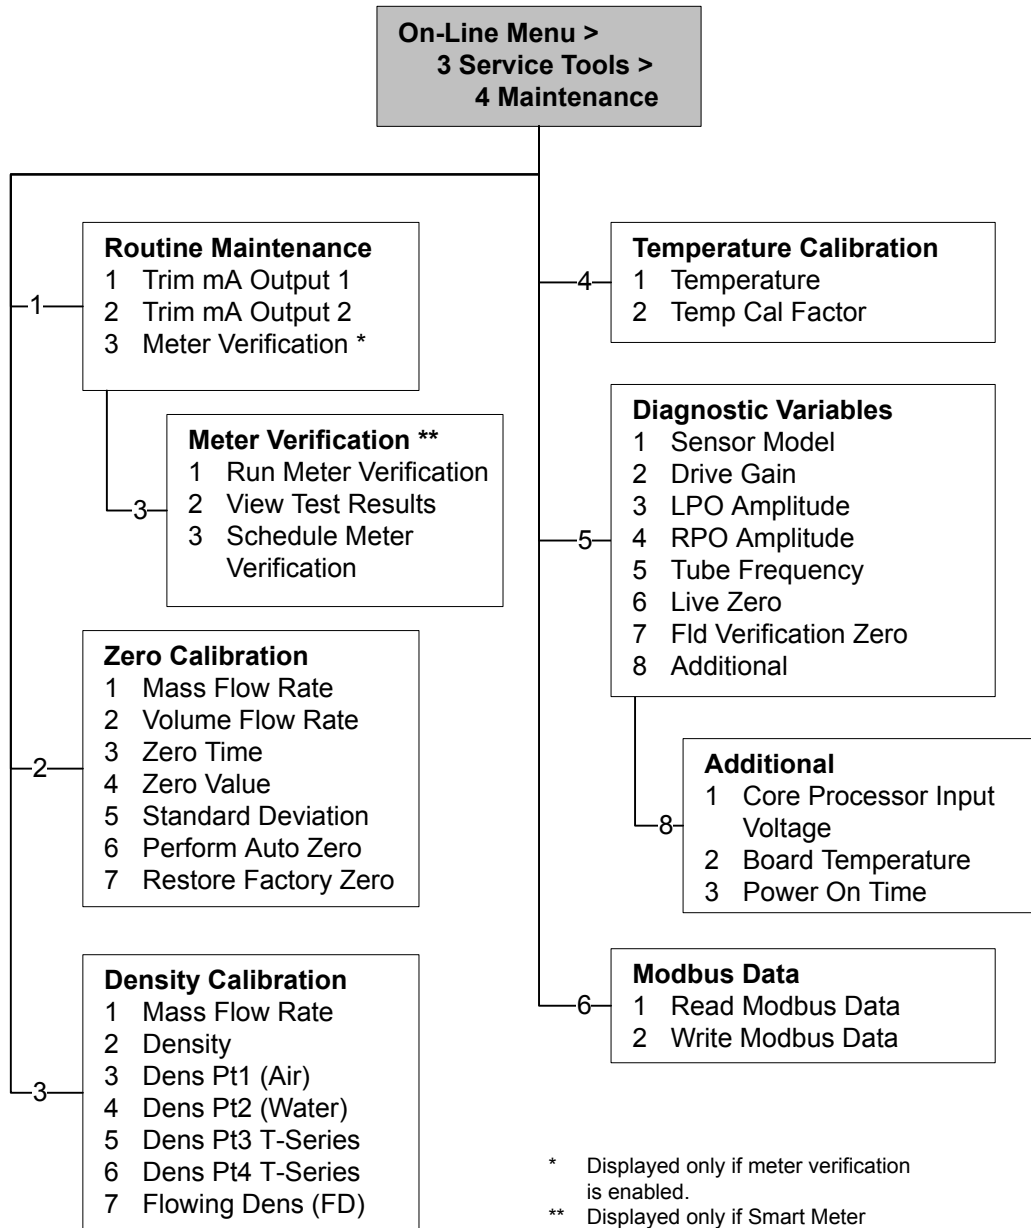 On-Line Menu >
3 Service Tools >
4 Maintenance
1
Routine Maintenance
1 Trim mA Output 1
2 Trim mA Output 2
3 Meter Verification *
3
Meter Verification **
1 Run Meter Verification
2 View Test Results
3 Schedule Meter
Verification
2
Zero Calibration
1 Mass Flow Rate
2 Volume Flow Rate
3 Zero Time
4 Zero Value
5 Standard Deviation
6 Perform Auto Zero
7 Restore Factory Zero
3
Density Calibration
1 Mass Flow Rate
2 Density
3 Dens Pt1 (Air)
4 Dens Pt2 (Water)
5 Dens Pt3 T-Series
6 Dens Pt4 T-Series
7 Flowing Dens (FD)
4
Temperature Calibration
1 Temperature
2 Temp Cal Factor
5
Diagnostic Variables
1 Sensor Model
2 Drive Gain
3 LPO Amplitude
4 RPO Amplitude
5 Tube Frequency
6 Live Zero
7 Fld Verification Zero
8 Additional
8
Additional
1 Core Processor Input
Voltage
2 Board Temperature
3 Power On Time
6
Modbus Data
1 Read Modbus Data
2 Write Modbus Data
* Displayed only if meter verification
is enabled.
** Displayed only if Smart Meter